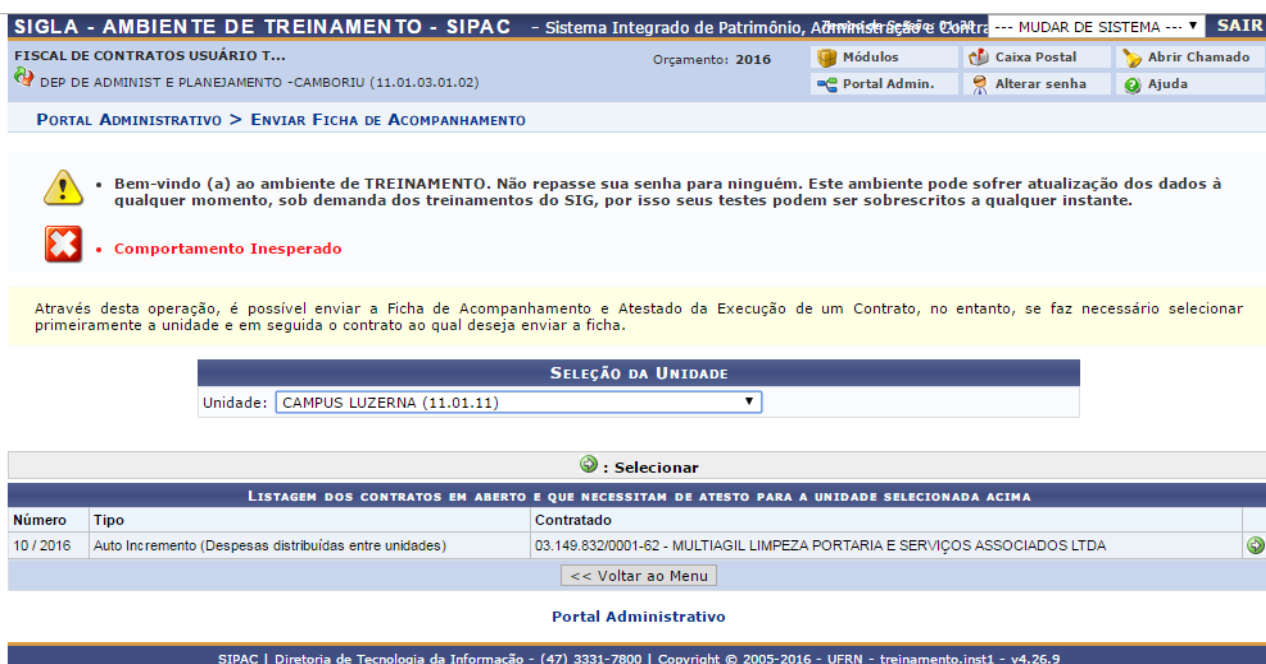 SIGLA - AMBIENTE DE TREINAMENTO - SIPAC - Sistema Integrado de Patrimônio, Administração e Contra --- MUDAR DE SISTEMA --- ▼ SAIR
FISCAL DE CONTRATOS USUÁRIO T... Orçamento: 2016 Módulos Caixa Postal Abrir Chamado
DEP DE ADMINIST E PLANEJAMENTO -CAMBORIU (11.01.03.01.02) Portal Admin. Alterar senha Ajuda
PORTAL ADMINISTRATIVO > ENVIAR FICHA DE ACOMPANHAMENTO
• Bem-vindo (a) ao ambiente de TREINAMENTO. Não repasse sua senha para ninguém. Este ambiente pode sofrer atualização dos dados à
qualquer momento, sob demanda dos treinamentos do SIG, por isso seus testes podem ser sobrescritos a qualquer instante.
• Comportamento Inesperado
Através desta operação, é possível enviar a Ficha de Acompanhamento e Atestado da Execução de um Contrato, no entanto, se faz necessário selecionar
primeiramente a unidade e em seguida o contrato ao qual deseja enviar a ficha.
SELEÇÃO DA UNIDADE
Unidade: CAMPUS LUZERNA (11.01.11) ▼
: Selecionar
LISTAGEM DOS CONTRATOS EM ABERTO E QUE NECESSITAM DE ATESTO PARA A UNIDADE SELECIONADA ACIMA
Número Tipo Contratado
10 / 2016 Auto Incremento (Despesas distribuídas entre unidades) 03.149.832/0001-62 - MULTIAGIL LIMPEZA PORTARIA E SERVIÇOS ASSOCIADOS LTDA
<< Voltar ao Menu
Portal Administrativo
SIPAC | Diretoria de Tecnologia da Informação - (47) 3331-7800 | Copyright © 2005-2016 - UFRN - treinamento.inst1 - v4.26.9